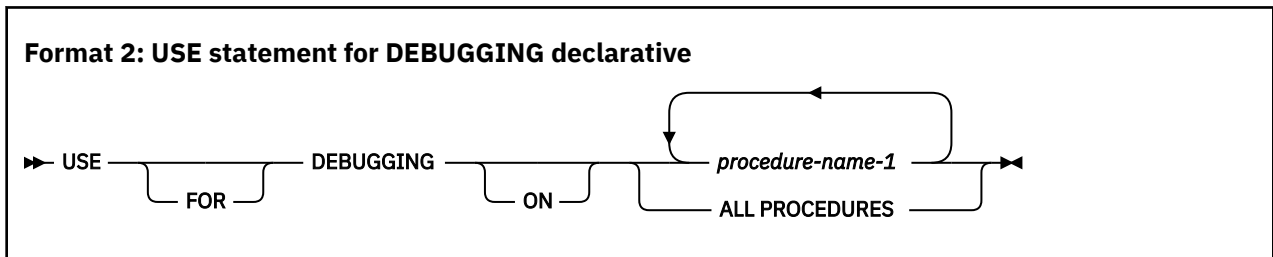 Format 2: USE statement for DEBUGGING declarative
USE DEBUGGING procedure-name-1
FOR ON ALL PROCEDURES